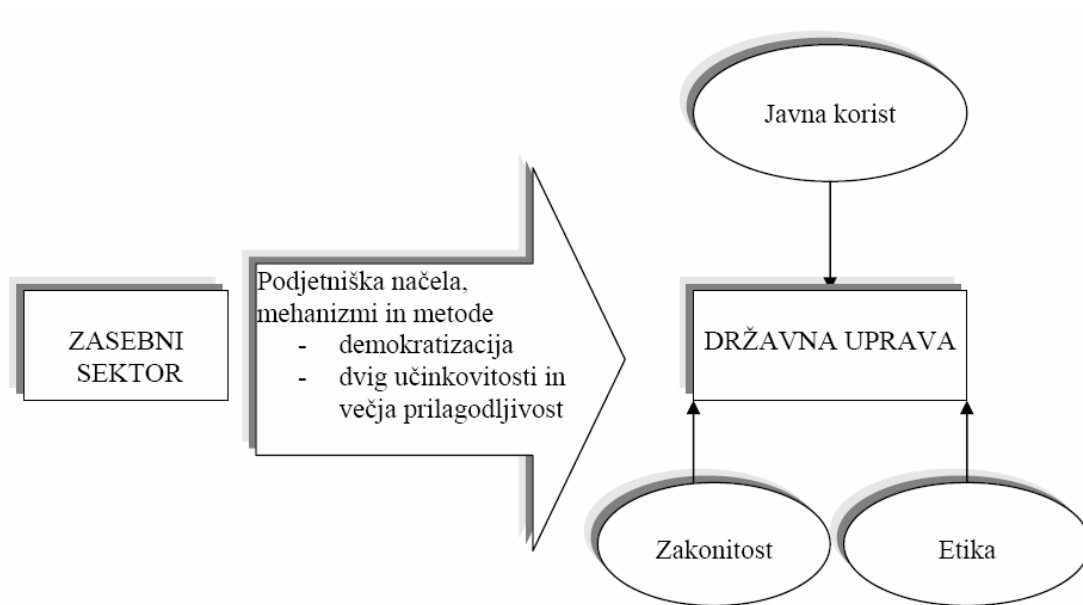 Javna korist
ZASEBNI
SEKTOR
Podjetniška načela,
mehanizmi in metode
- demokratizacija
- dvig učinkovitosti in
večja prilagodljivost
DRŽAVNA UPRAVA
Zakonitost
Etika